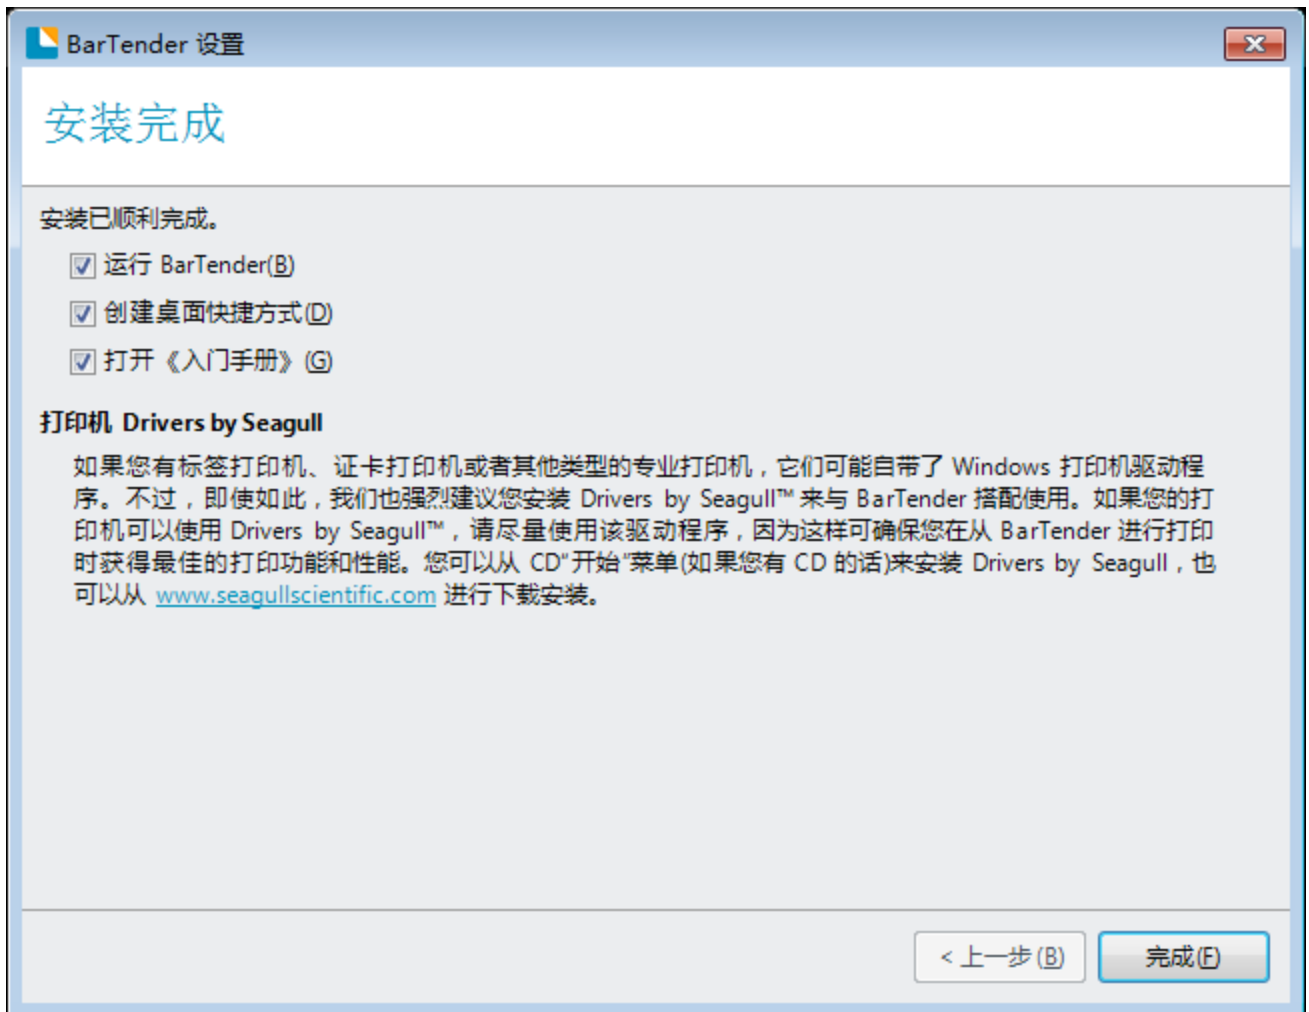 BarTender 设置
安装完成
安装已顺利完成。
运行 BarTender(B)
创建桌面快捷方式(D)
打开《入门手册》(G)
打印机 Drivers by Seagull
如果您有标签打印机、证卡打印机或者其他类型的专业打印机，它们可能自带了 Windows 打印机驱动程
序。不过，即使如此，我们也强烈建议您安装 Drivers by Seagull™ 来与 BarTender 搭配使用。如果您的打
印机可以使用 Drivers by Seagull™，请尽量使用该驱动程序，因为这样可确保您在从 BarTender 进行打印
时获得最佳的打印功能和性能。您可以从 CD"开始"菜单(如果您有 CD 的话)来安装 Drivers by Seagull，也
可以从 www.seagullscientific.com 进行下载安装。
< 上一步(B)
完成(F)